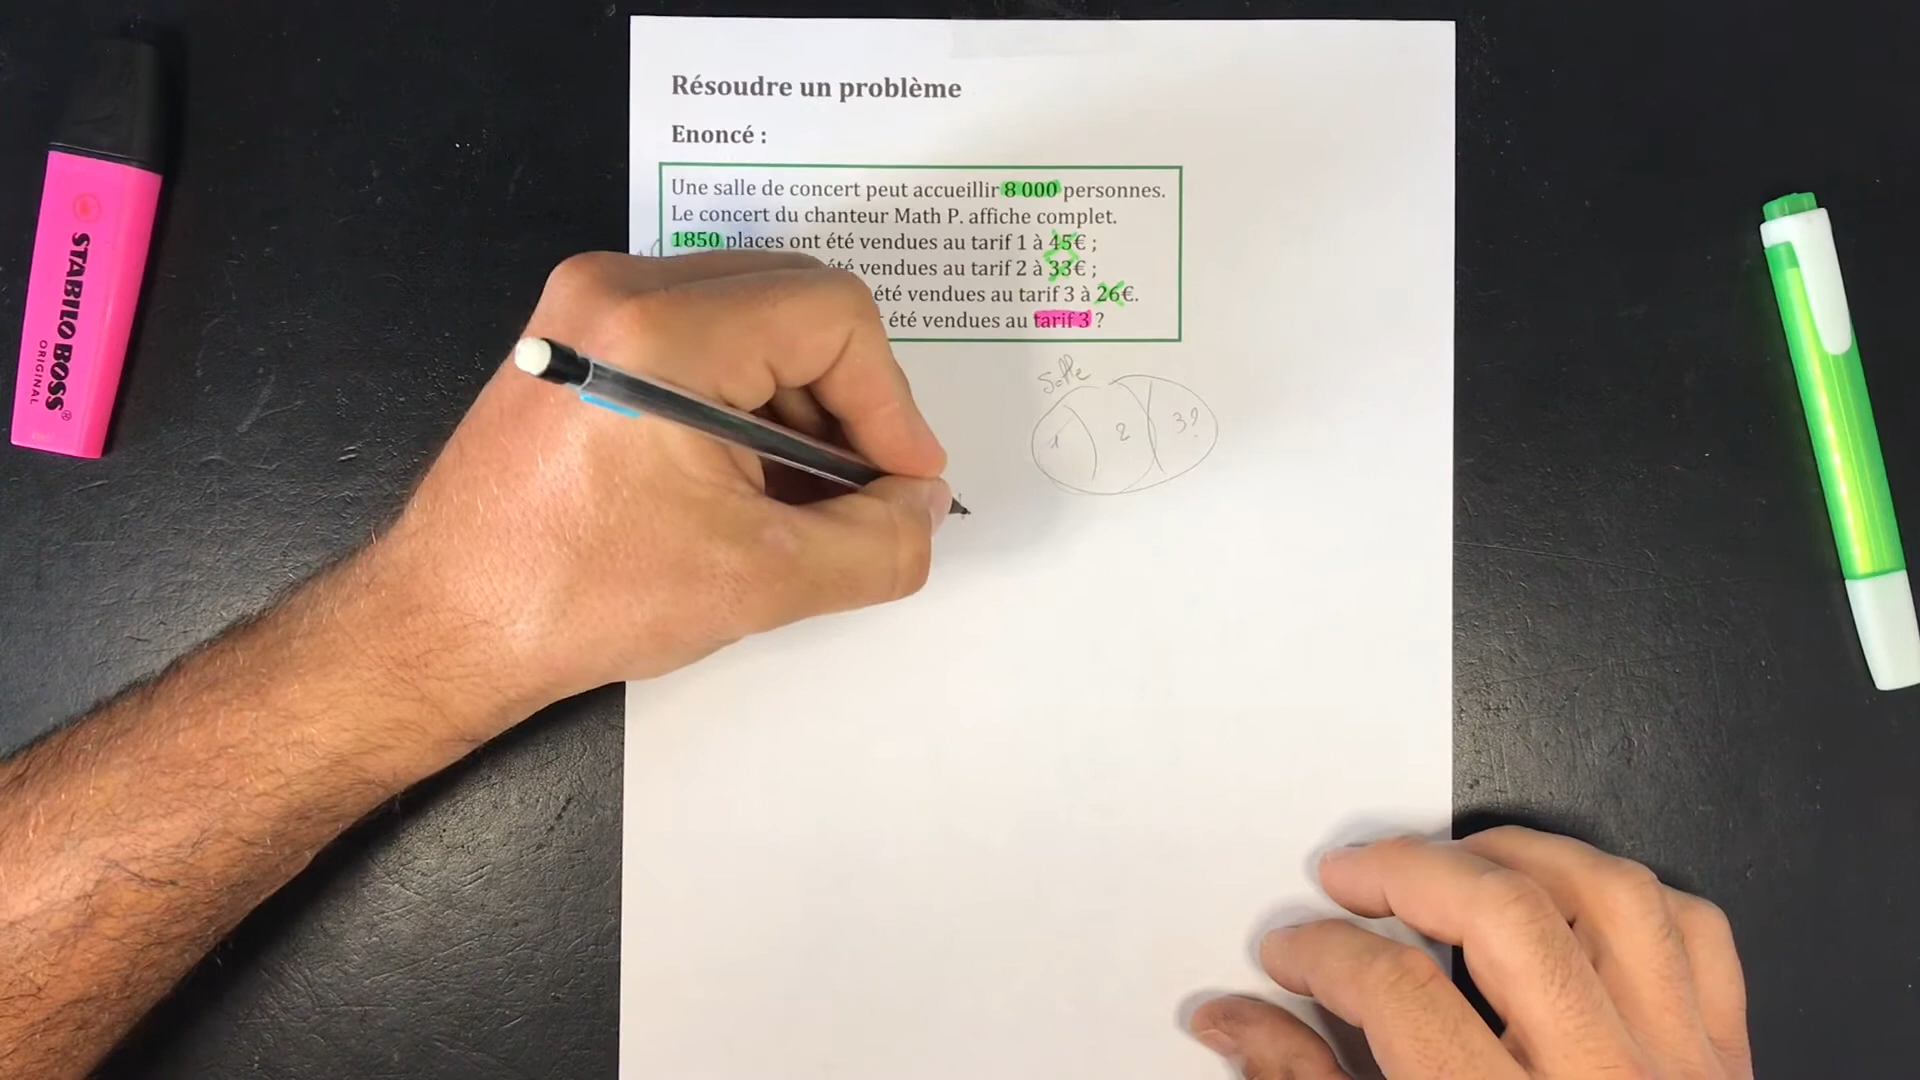 Résoudre un problème
Enoncé :
Une salle de concert peut accueillir 8 000 personnes.
Le concert du chanteur Math P. affiche complet.
1850 places ont été vendues au tarif 1 à 45€ ;
été vendues au tarif 2 à 33€ ;
été vendues au tarif 3 à 26€.
été vendues au tarif 3 ?
Salle
1 2 3?
STABILO BOSS®
ORIGINAL